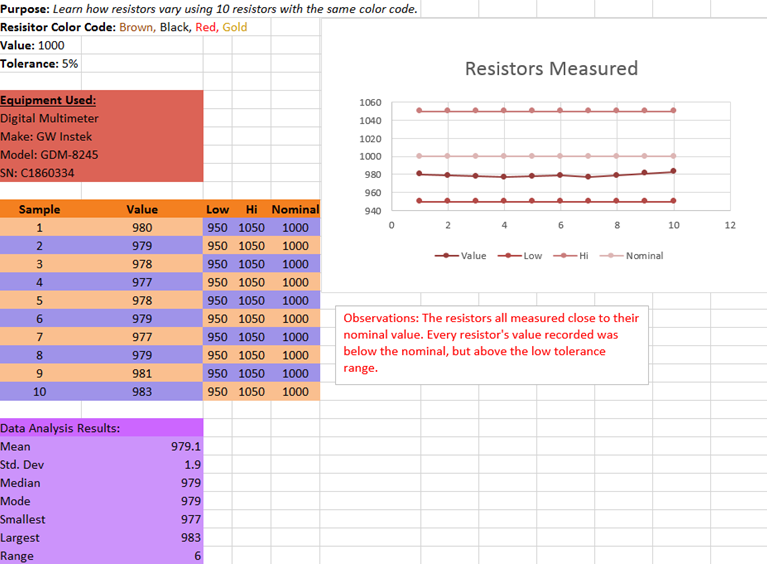 Purpose: Learn how resistors vary using 10 resistors with the same color code.
Resisitor Color Code: Brown, Black, Red, Gold
Value: 1000
Tolerance: 5%
Equipment Used:
Digital Multimeter
Make: GW Instek
Model: GDM-8245
SN: C1860334
Sample Value Low Hi Nominal
1 980 950 1050 1000
2 979 950 1050 1000
3 978 950 1050 1000
4 977 950 1050 1000
5 978 950 1050 1000
6 979 950 1050 1000
7 977 950 1050 1000
8 979 950 1050 1000
9 981 950 1050 1000
10 983 950 1050 1000
Data Analysis Results:
Mean 979.1
Std. Dev 1.9
Median 979
Mode 979
Smallest 977
Largest 983
Range 6
Resistors Measured
1060
1040
1020
1000
980
960
940
0 2 4 6 8 10 12
Value Low Hi Nominal
Observations: The resistors all measured close to their
nominal value. Every resistor's value recorded was
below the nominal, but above the low tolerance
range.